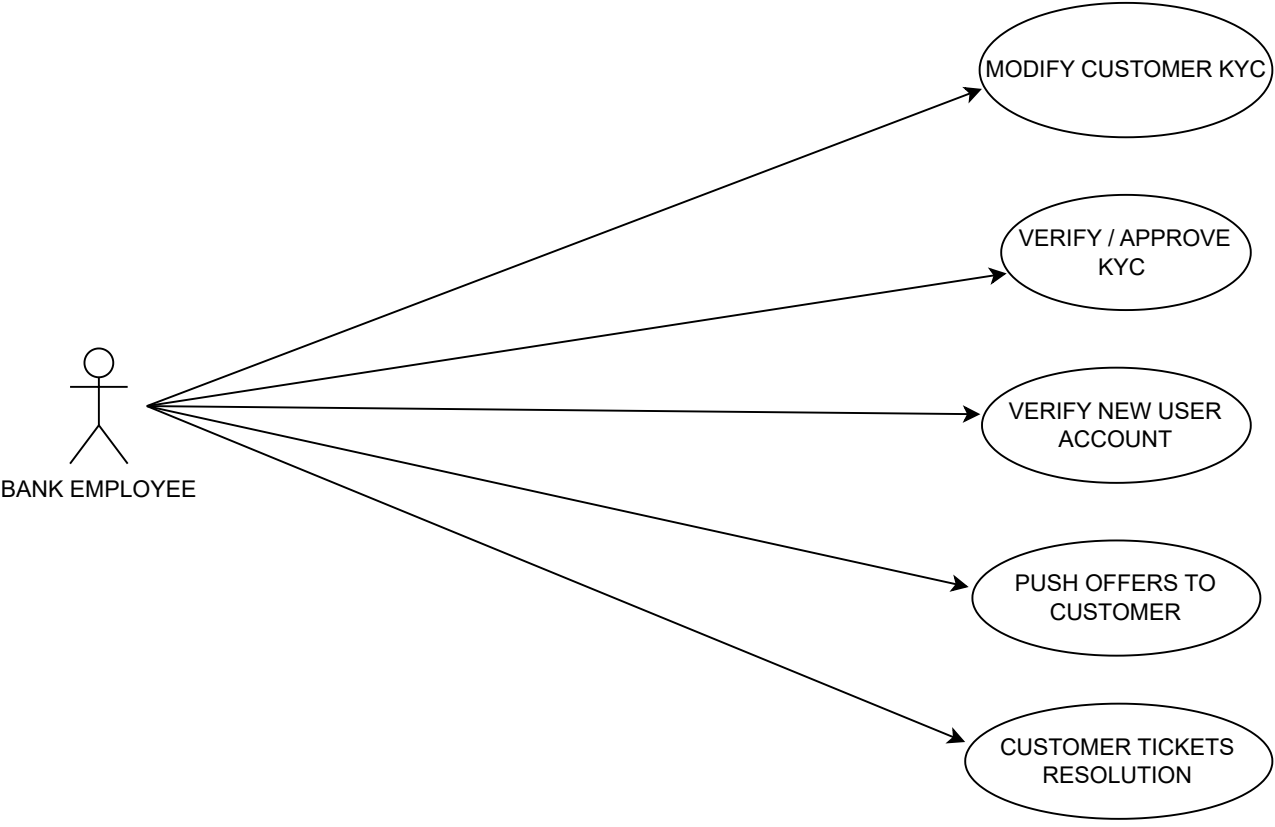 MODIFY CUSTOMER KYC
VERIFY / APPROVE
KYC
VERIFY NEW USER
ACCOUNT
BANK EMPLOYEE
PUSH OFFERS TO
CUSTOMER
CUSTOMER TICKETS
RESOLUTION